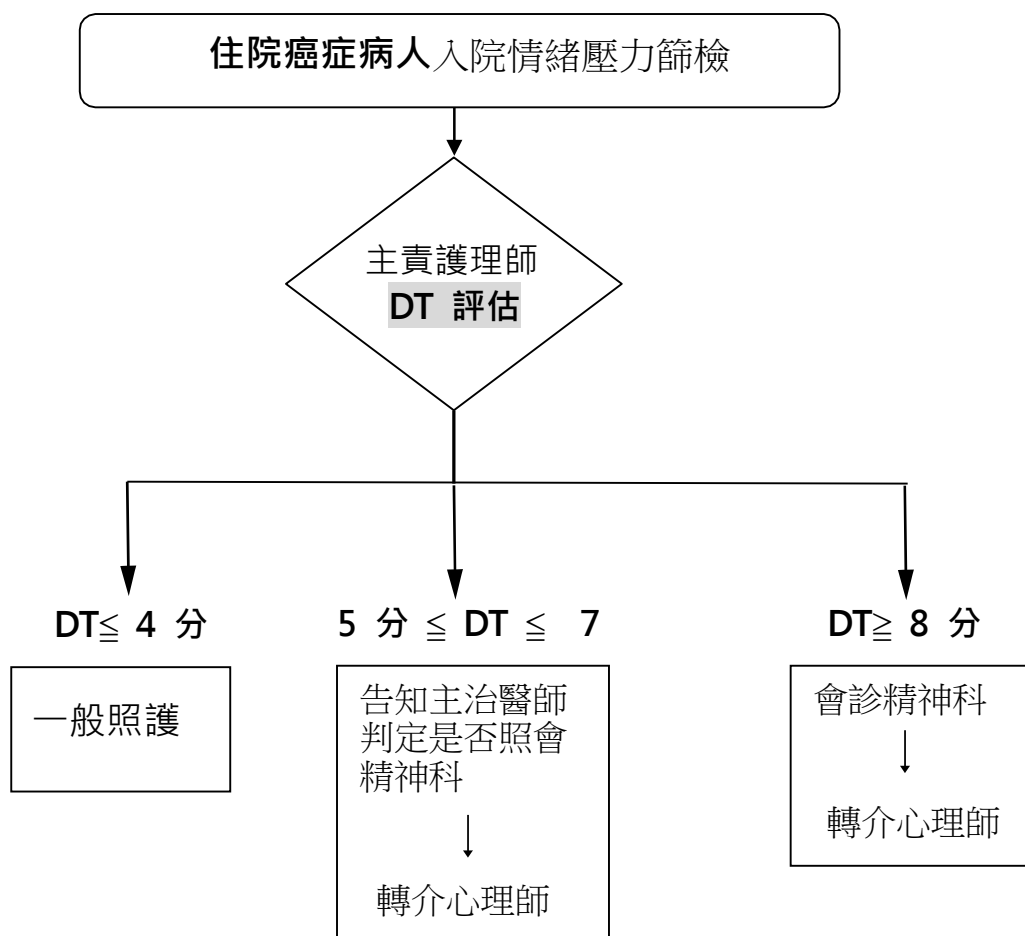 住院癌症病人入院情緒壓力篩檢
主責護理師
DT 評估
DT≦ 4 分
5 分 ≦ DT ≦ 7
DT≧ 8 分
一般照護
告知主治醫師
判定是否照會
精神科
轉介心理師
會診精神科
轉介心理師